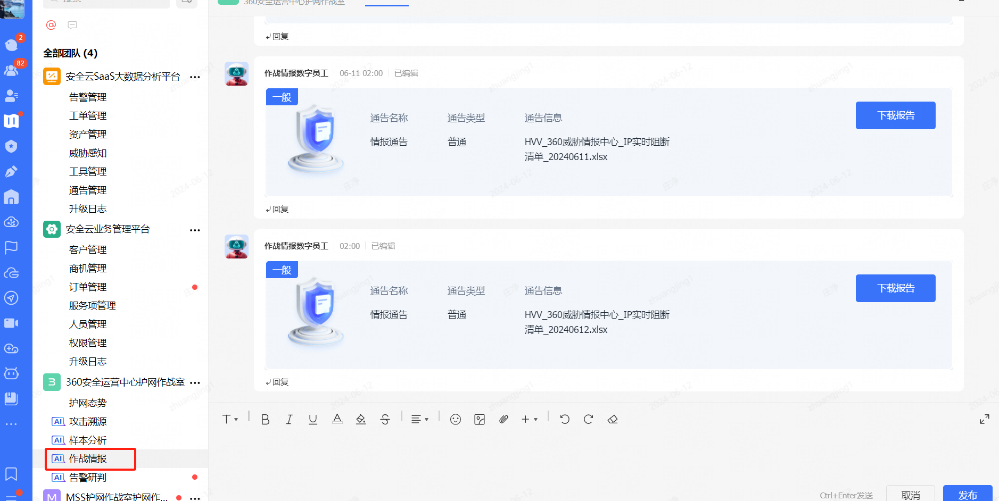 搜索
360安全运营中心护网作战室
2
82
全部团队 (4)
安全云SaaS大数据分析平台
告警管理
工单管理
资产管理
威胁感知
工具管理
通告管理
升级日志
安全云业务管理平台
客户管理
商机管理
订单管理
服务项管理
人员管理
权限管理
升级日志
3 360安全运营中心护网作战室
护网态势
AI 攻击溯源
AI 样本分析
AI 作战情报
AI 告警研判
M MSS护网作战室护网作...
回复
作战情报数字员工 06-11 02:00 已编辑
一般
通告名称 通告类型 通告信息
下载报告
情报通告 普通 HVV_360威胁情报中心_IP实时阻断
清单_20240611.xlsx
回复
作战情报数字员工 02:00 已编辑
一般
通告名称 通告类型 通告信息
下载报告
情报通告 普通 HVV_360威胁情报中心_IP实时阻断
清单_20240612.xlsx
回复
T B I U A S
Ctrl+Enter发送 取消 发布
zhuangjing1
2024-06-12
庄净